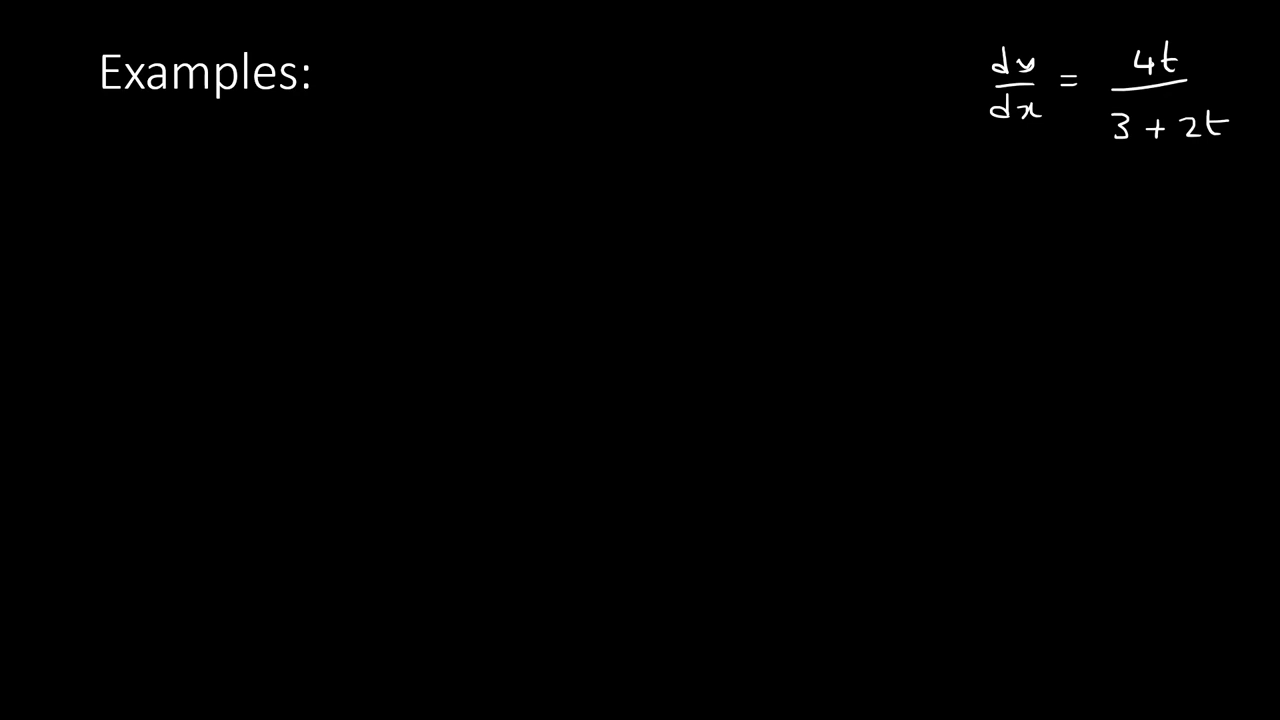 Examples:
dy/dx = 4t/(3 + 2t)